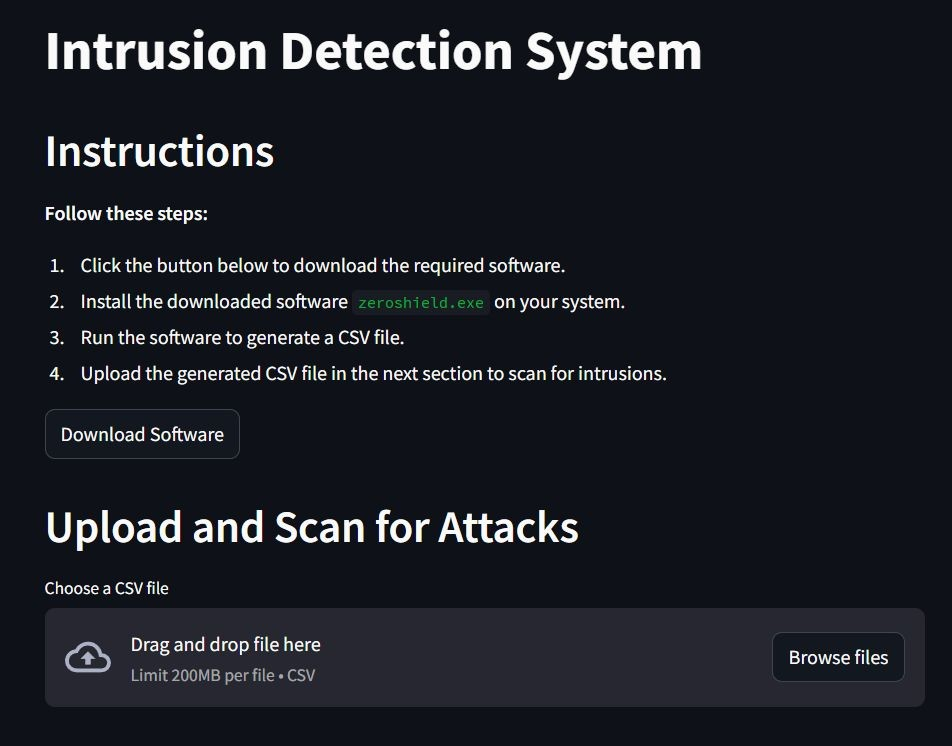 Intrusion Detection System
Instructions
Follow these steps:
1. Click the button below to download the required software.
2. Install the downloaded software zeroshield.exe on your system.
3. Run the software to generate a CSV file.
4. Upload the generated CSV file in the next section to scan for intrusions.
Download Software
Upload and Scan for Attacks
Choose a CSV file
Drag and drop file here
Limit 200MB per file • CSV
Browse files